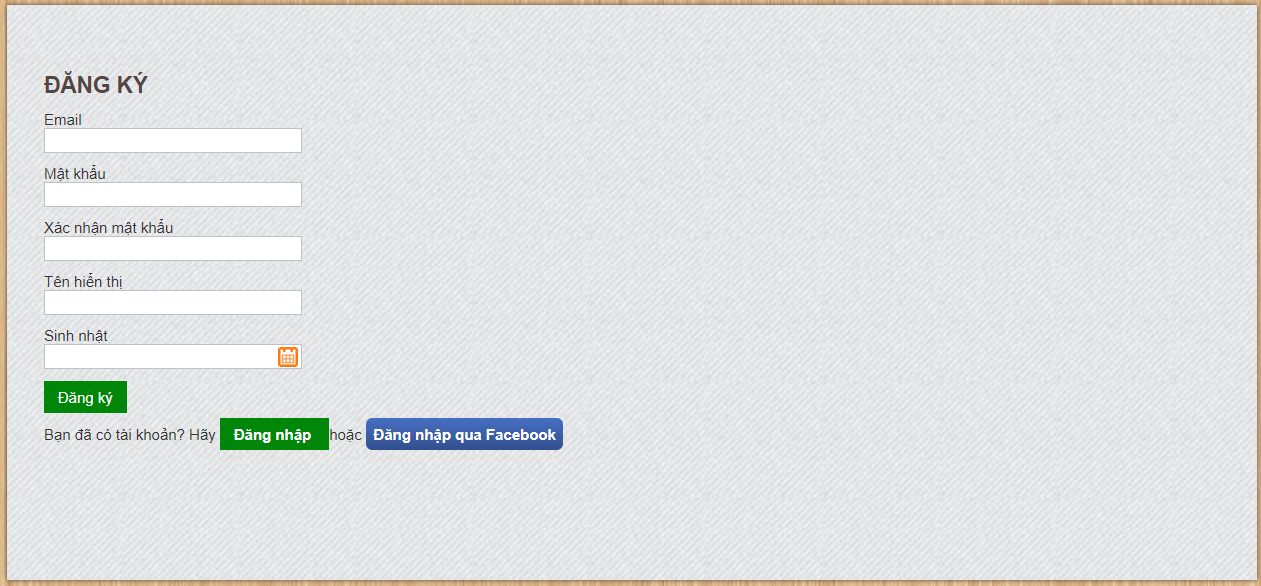 ĐĂNG KÝ
Email
Mật khẩu
Xác nhận mật khẩu
Tên hiển thị
Sinh nhật
Đăng ký
Bạn đã có tài khoản? Hãy Đăng nhập hoặc Đăng nhập qua Facebook